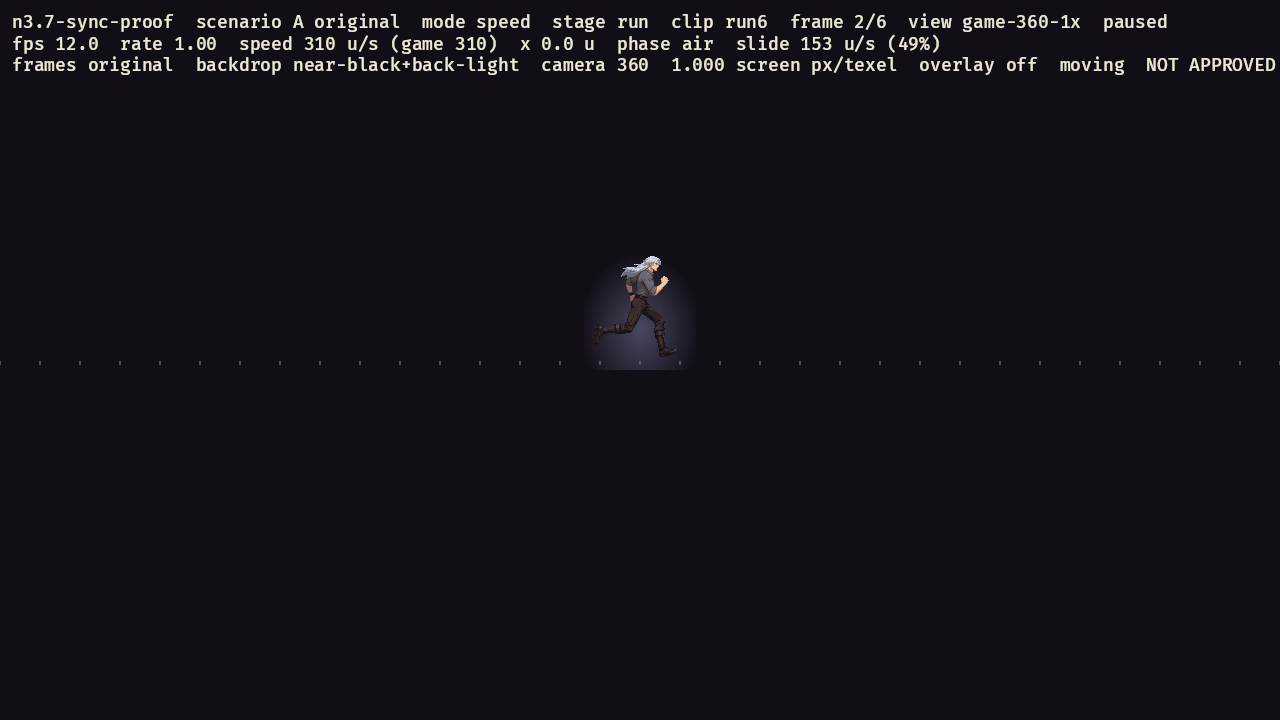 n3.7-sync-proof  scenario A original  mode speed  stage run  clip run6  frame 2/6  view game-360-1x  paused
fps 12.0  rate 1.00  speed 310 u/s (game 310)  x 0.0 u  phase air  slide 153 u/s (49%)
frames original  backdrop near-black+back-light  camera 360  1.000 screen px/texel  overlay off  moving  NOT APPROVED